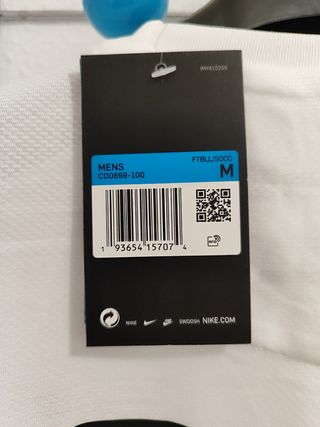 MENS
CD0699-100
FTBLL/SOCC
M
1 93654 15707 4
NIKE
SWOOSH NIKE.COM